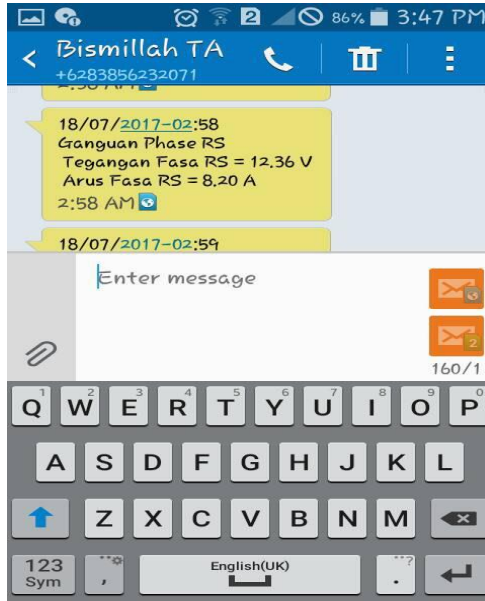 2 86% 3:47 PM
Bismillah TA
+6283856232071
2:58 AM
18/07/2017-02:58
Ganguan Phase RS
Tegangan Fasa RS = 12.36 V
Arus Fasa RS = 8,20 A
2:58 AM
18/07/2017-02:59
Enter message
2
160/1
1 2 3 4 5 6 7 8 9 0
Q W E R T Y U I O P
A S D F G H J K L
Z X C V B N M
123 , English(UK) . ?
Sym